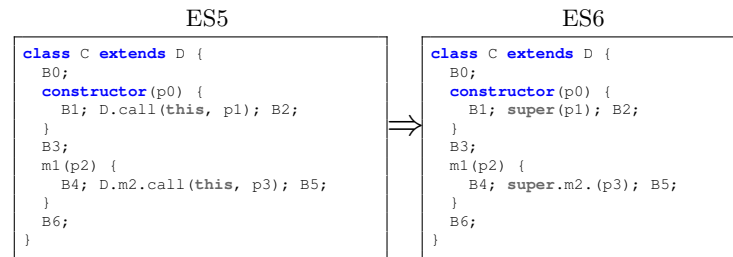 ES5
class C extends D {
  B0;
  constructor(p0) {
    B1; D.call(this, p1); B2;
  }
  B3;
  m1(p2) {
    B4; D.m2.call(this, p3); B5;
  }
  B6;
}
⇒
ES6
class C extends D {
  B0;
  constructor(p0) {
    B1; super(p1); B2;
  }
  B3;
  m1(p2) {
    B4; super.m2.(p3); B5;
  }
  B6;
}